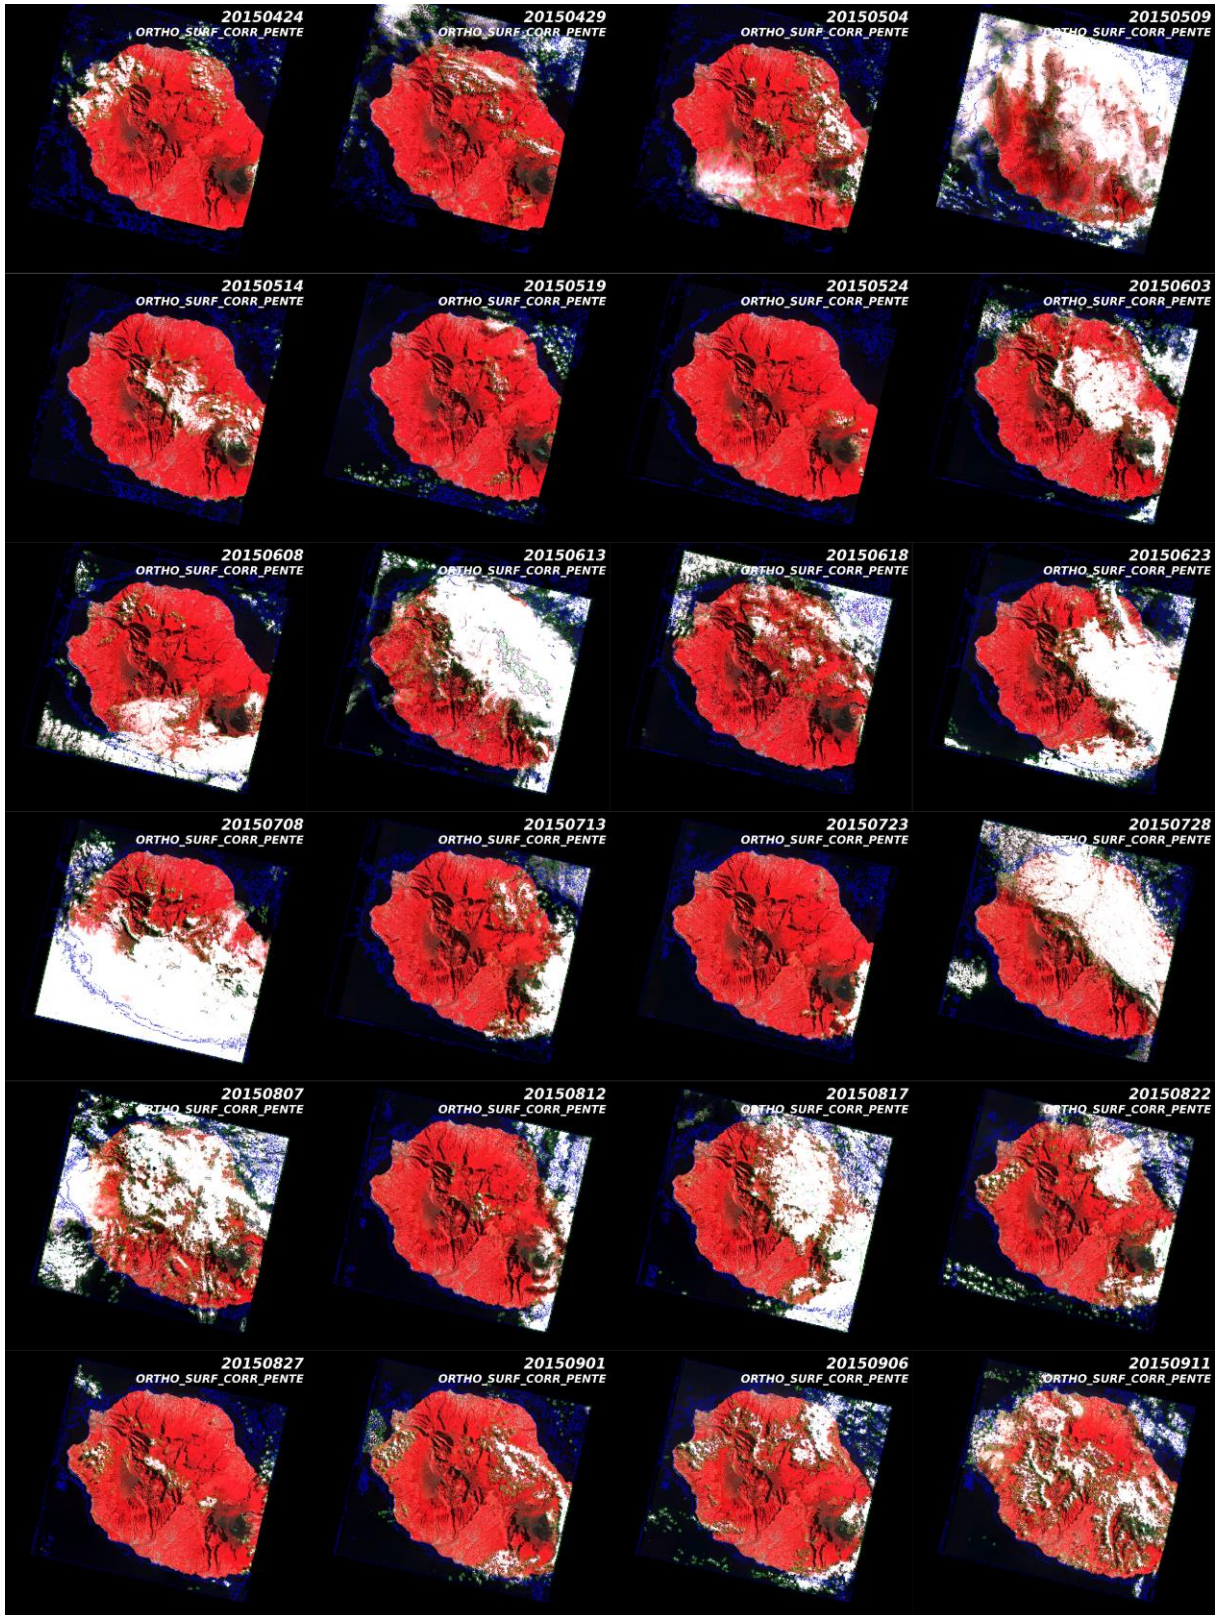 20150424
ORTHO_SURF_CORR_PENTE
20150429
ORTHO_SURF_CORR_PENTE
20150504
ORTHO_SURF_CORR_PENTE
20150509
ORTHO_SURF_CORR_PENTE
20150514
ORTHO_SURF_CORR_PENTE
20150519
ORTHO_SURF_CORR_PENTE
20150524
ORTHO_SURF_CORR_PENTE
20150603
ORTHO_SURF_CORR_PENTE
20150608
ORTHO_SURF_CORR_PENTE
20150613
ORTHO_SURF_CORR_PENTE
20150618
ORTHO_SURF_CORR_PENTE
20150623
ORTHO_SURF_CORR_PENTE
20150708
ORTHO_SURF_CORR_PENTE
20150713
ORTHO_SURF_CORR_PENTE
20150723
ORTHO_SURF_CORR_PENTE
20150728
ORTHO_SURF_CORR_PENTE
20150807
ORTHO_SURF_CORR_PENTE
20150812
ORTHO_SURF_CORR_PENTE
20150817
ORTHO_SURF_CORR_PENTE
20150822
ORTHO_SURF_CORR_PENTE
20150827
ORTHO_SURF_CORR_PENTE
20150901
ORTHO_SURF_CORR_PENTE
20150906
ORTHO_SURF_CORR_PENTE
20150911
ORTHO_SURF_CORR_PENTE